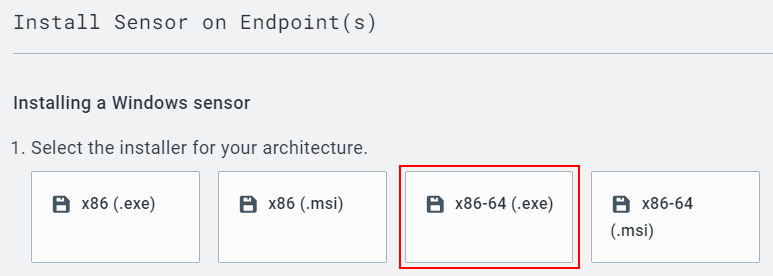 Install Sensor on Endpoint(s)
Installing a Windows sensor
1. Select the installer for your architecture.
x86 (.exe)
x86 (.msi)
x86-64 (.exe)
x86-64
(.msi)